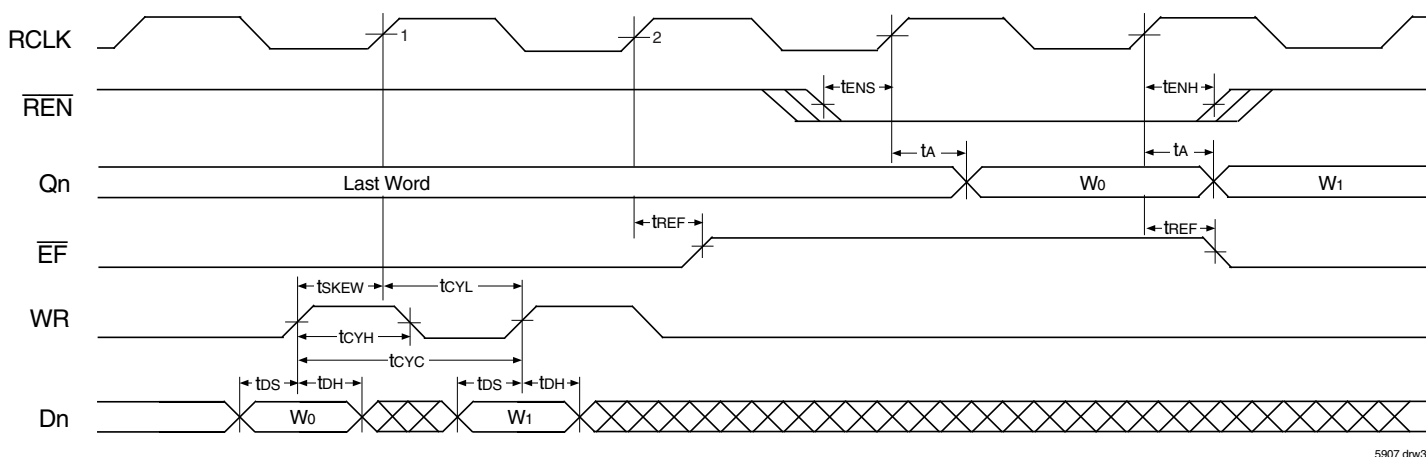 RCLK 1 2
REN tENS tENH
tA tA
Qn Last Word W0 W1
tREF tREF
EF
tSKEW tCYL
WR
tCYH
tCYC
tDS tDH tDS tDH
Dn W0 W1
5907 drw3